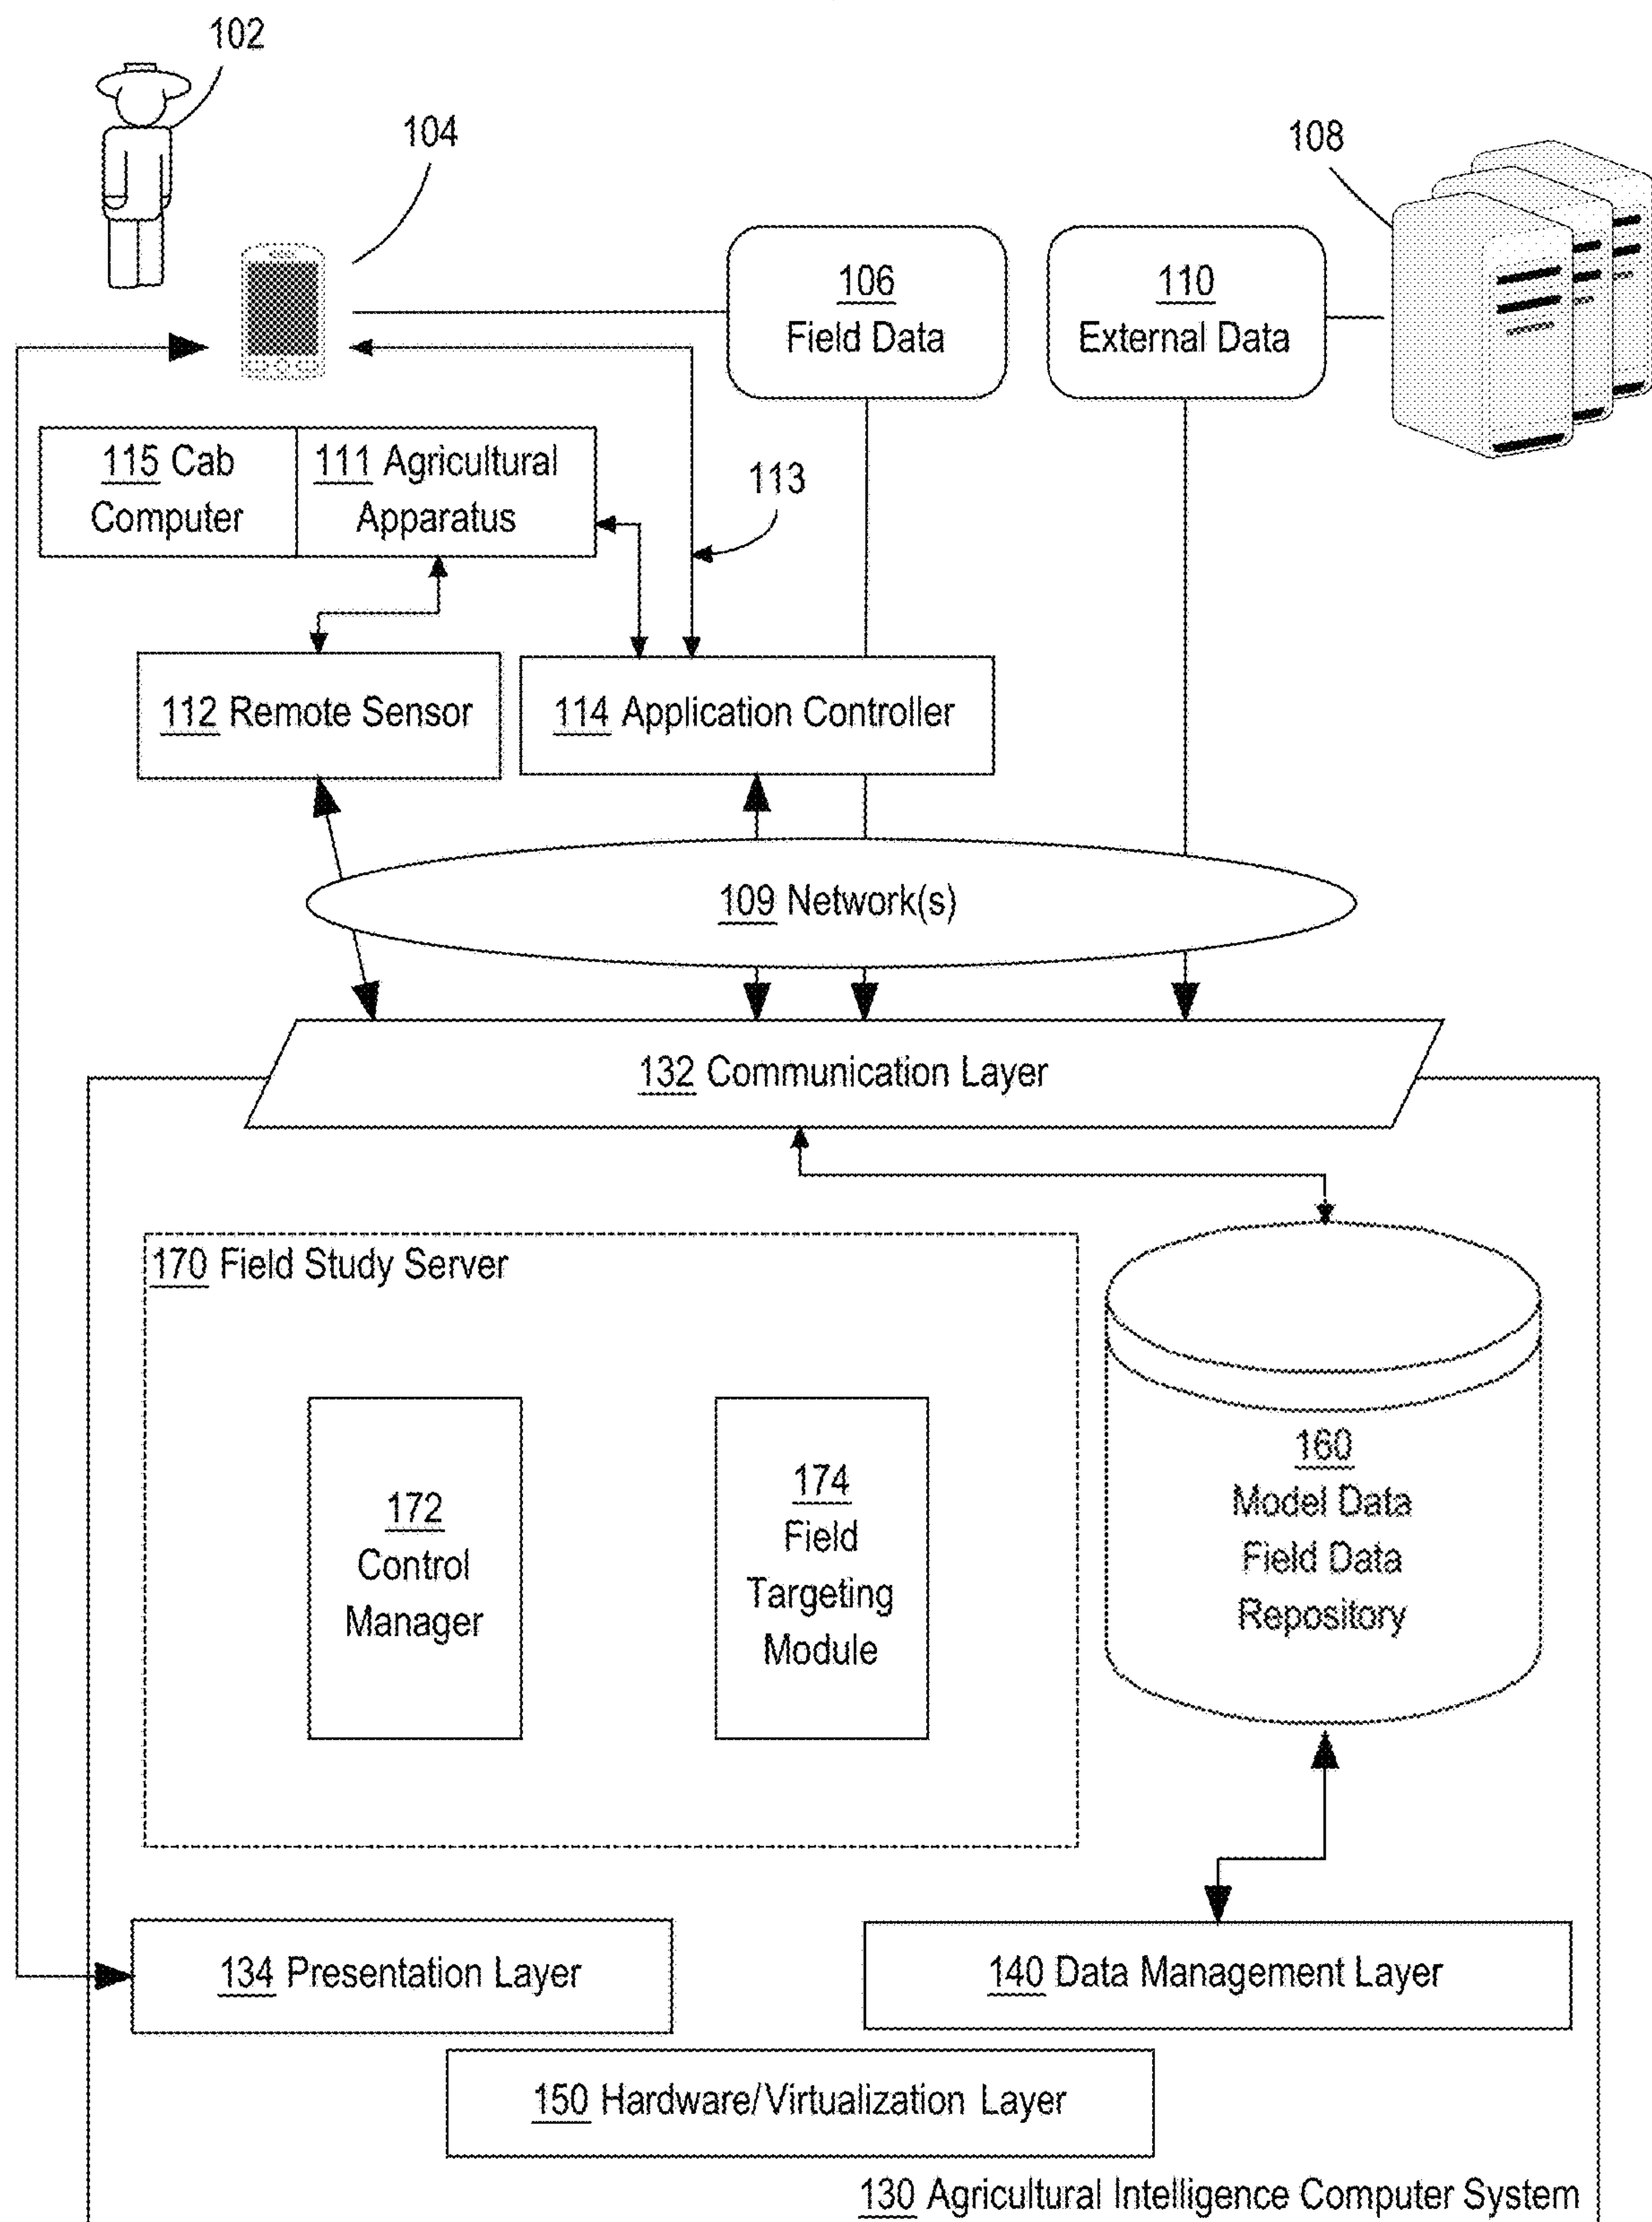 102
104
108
106
Field Data
110
External Data
115 Cab
Computer
111 Agricultural
Apparatus
113
112 Remote Sensor
114 Application Controller
109 Network(s)
132 Communication Layer
170 Field Study Server
172
Control
Manager
174
Field
Targeting
Module
160
Model Data
Field Data
Repository
134 Presentation Layer
140 Data Management Layer
150 Hardware/Virtualization Layer
130 Agricultural Intelligence Computer System